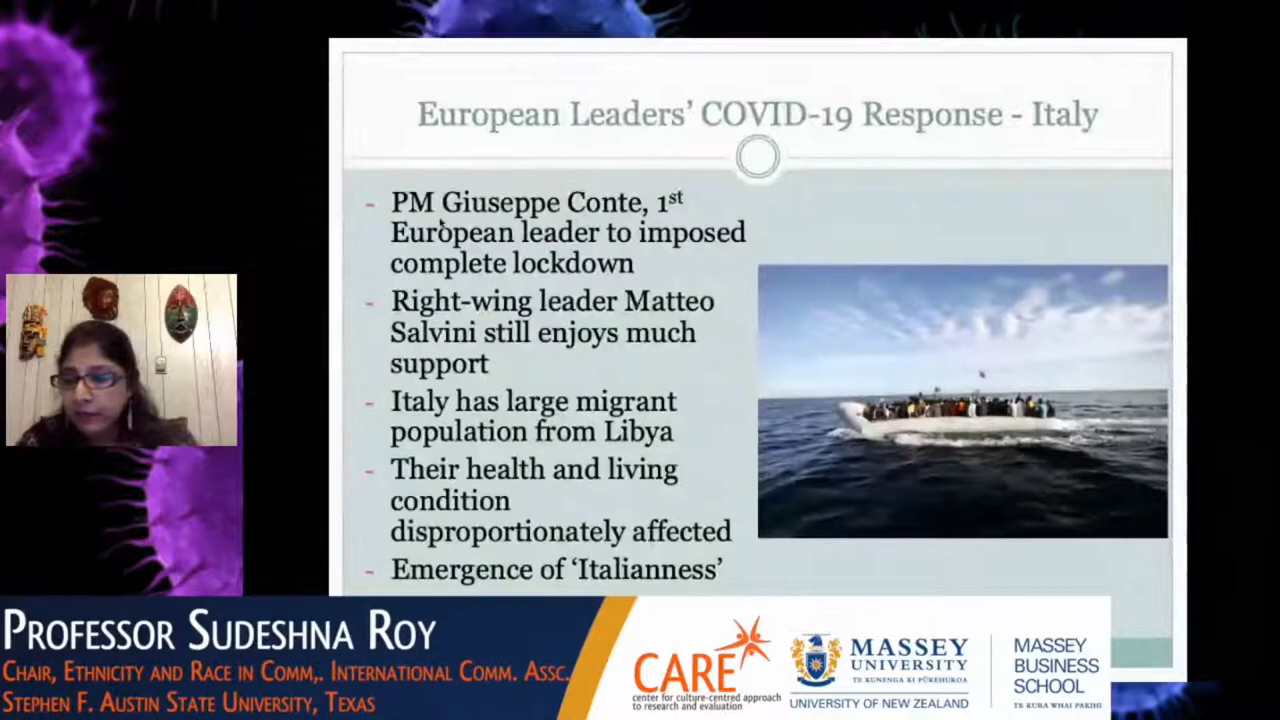 European Leaders' COVID-19 Response - Italy
- PM Giuseppe Conte, 1st
European leader to imposed
complete lockdown
- Right-wing leader Matteo
Salvini still enjoys much
support
- Italy has large migrant
population from Libya
- Their health and living
condition
disproportionately affected
- Emergence of ‘Italianness’
PROFESSOR SUDESHNA ROY
CHAIR, ETHNICITY AND RACE IN COMM,. INTERNATIONAL COMM. ASSC.
STEPHEN F. AUSTIN STATE UNIVERSITY, TEXAS
CARE
center for culture-centred approach
to research and evaluation
MASSEY
UNIVERSITY
TE KUNENGA KI PŪREHUROA
UNIVERSITY OF NEW ZEALAND
MASSEY
BUSINESS
SCHOOL
TE KURA WHAI PAKIHI